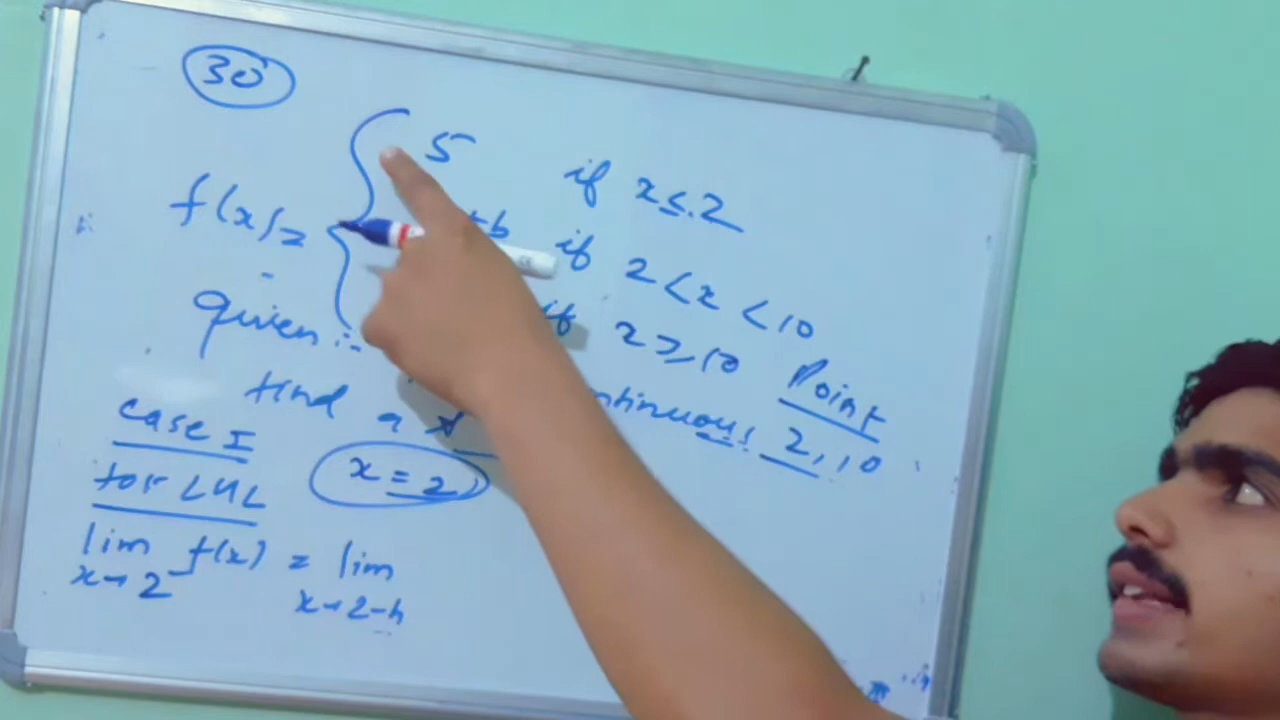 30
5 if x ≤ 2
f(x) = +b if 2 < x < 10
if x ≥ 10
given :-
Point
find a & continuous! 2, 10
case I
x = 2
for LHL
lim f(x) = lim
x→2⁻ x→2-h